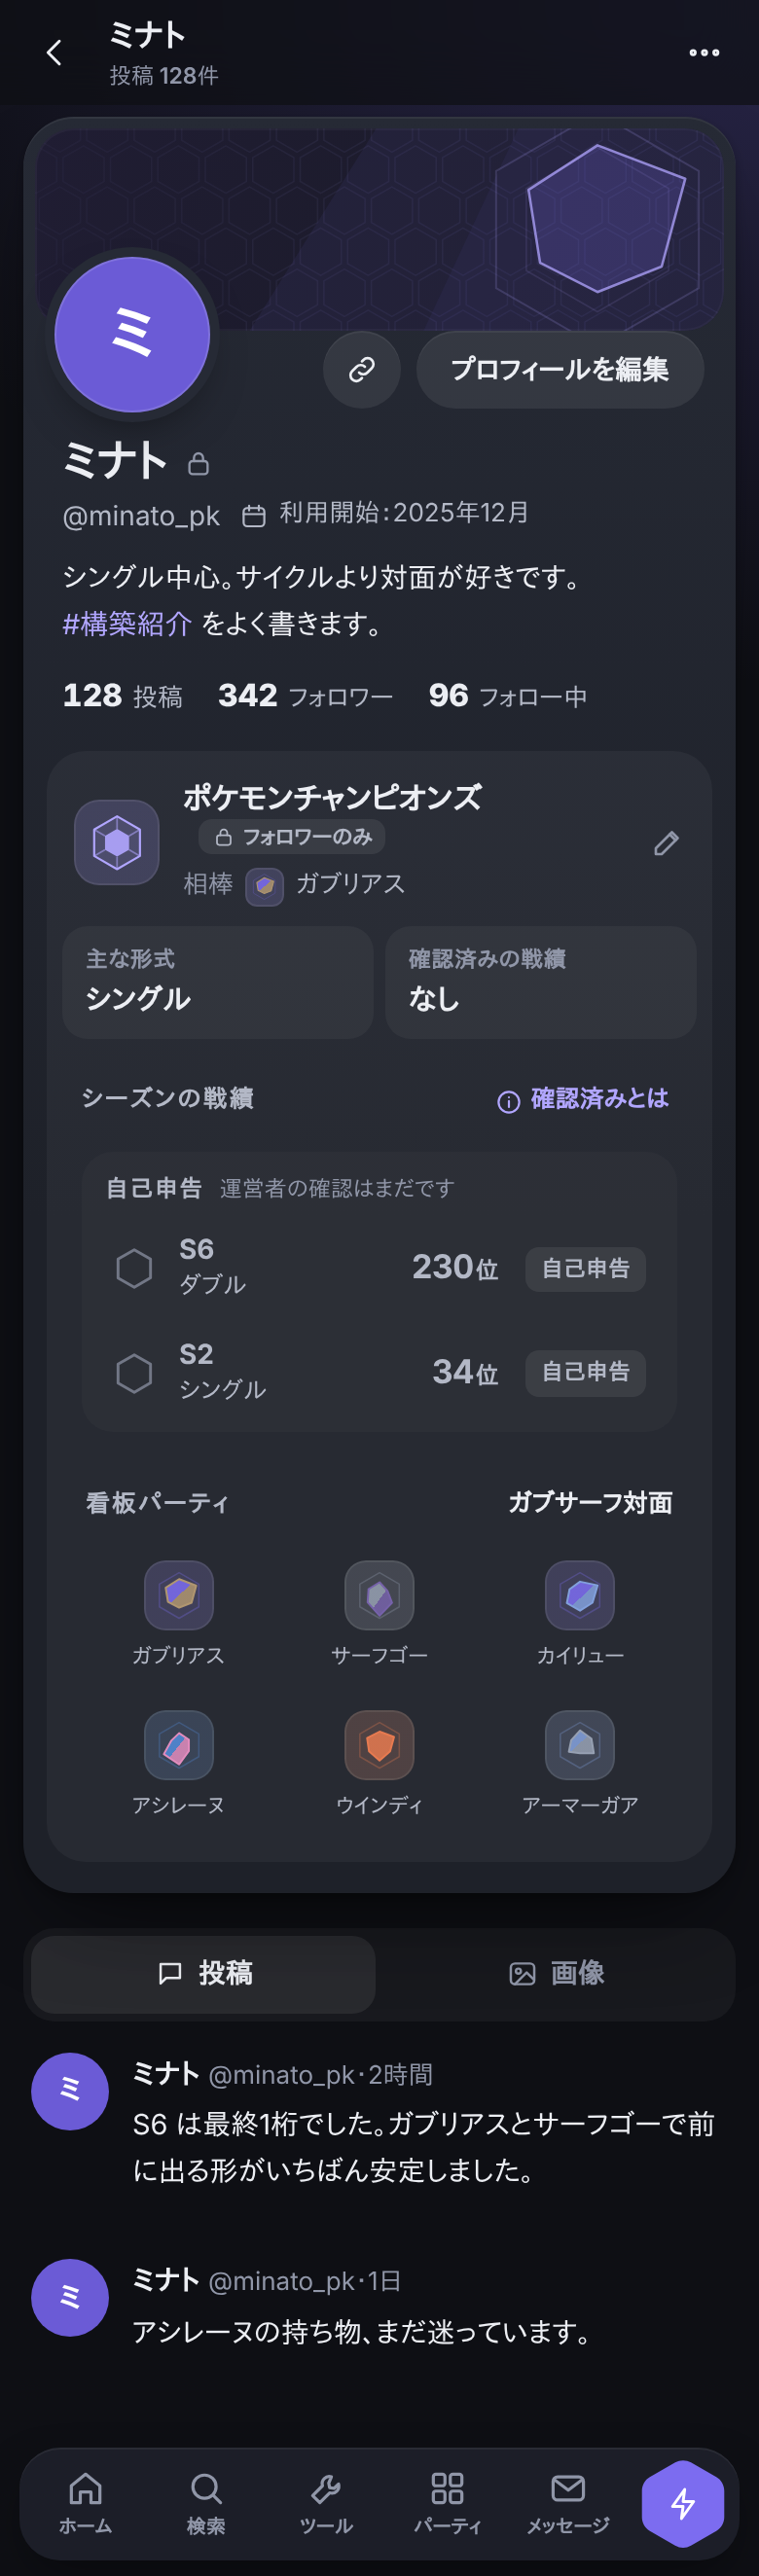 ミナト
投稿 128件
ミ
プロフィールを編集
ミナト
@minato_pk 利用開始:2025年12月
シングル中心。サイクルより対面が好きです。
#構築紹介 をよく書きます。
128 投稿 342 フォロワー 96 フォロー中
ポケモンチャンピオンズ
フォロワーのみ
相棒 ガブリアス
主な形式
シングル
確認済みの戦績
なし
シーズンの戦績 確認済みとは
自己申告 運営者の確認はまだです
S6
ダブル
230位 自己申告
S2
シングル
34位 自己申告
看板パーティ ガブサーフ対面
ガブリアス サーフゴー カイリュー
アシレーヌ ウインディ アーマーガア
投稿 画像
ミ
ミナト @minato_pk·2時間
S6 は最終1桁でした。ガブリアスとサーフゴーで前
に出る形がいちばん安定しました。
ミ
ミナト @minato_pk·1日
アシレーヌの持ち物、まだ迷っています。
ホーム 検索 ツール パーティ メッセージ